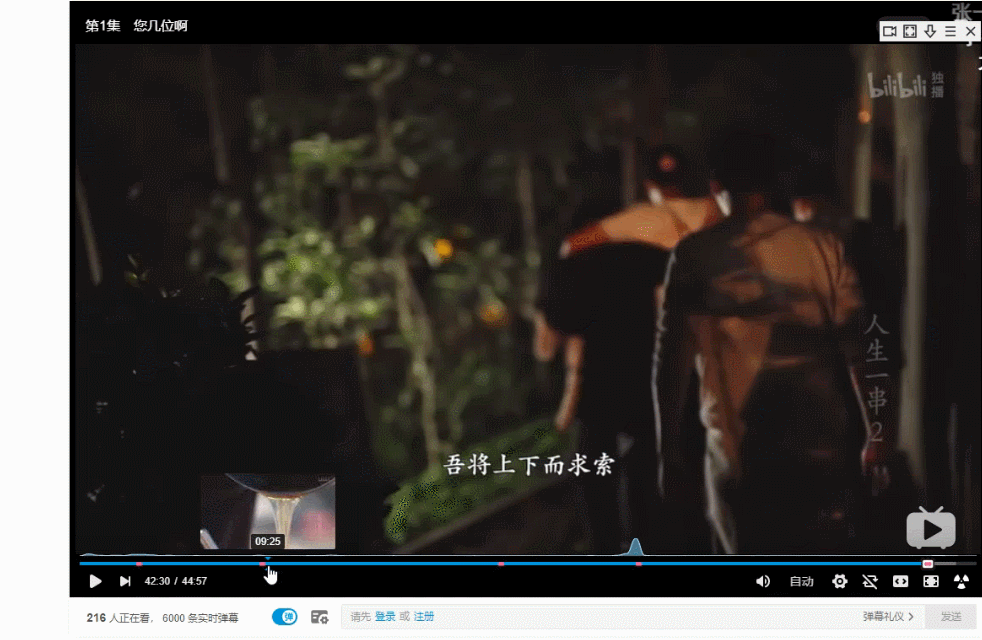 张一
第1集 您几位啊
bilibili 独播
人生一串2
吾将上下而求索
09:25
42:30 / 44:57
自动
216 人正在看， 6000 条实时弹幕
弹
请先 登录 或 注册
弹幕礼仪
发送